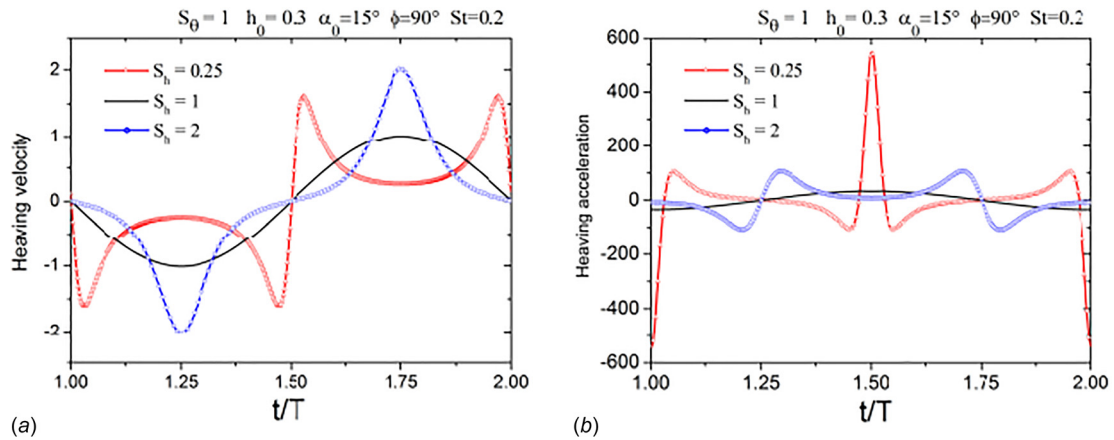 S_θ = 1 h_0 = 0.3 α_0 = 15° ϕ=90° St=0.2
S_h = 0.25
S_h = 1
S_h = 2
Heaving velocity
2
1
0
-1
-2
1.00 1.25 1.50 1.75 2.00
t/T
(a)
S_θ = 1 h_0 = 0.3 α_0 = 15° ϕ=90° St=0.2
S_h = 0.25
S_h = 1
S_h = 2
Heaving acceleration
600
400
200
0
-200
-400
-600
1.00 1.25 1.50 1.75 2.00
t/T
(b)